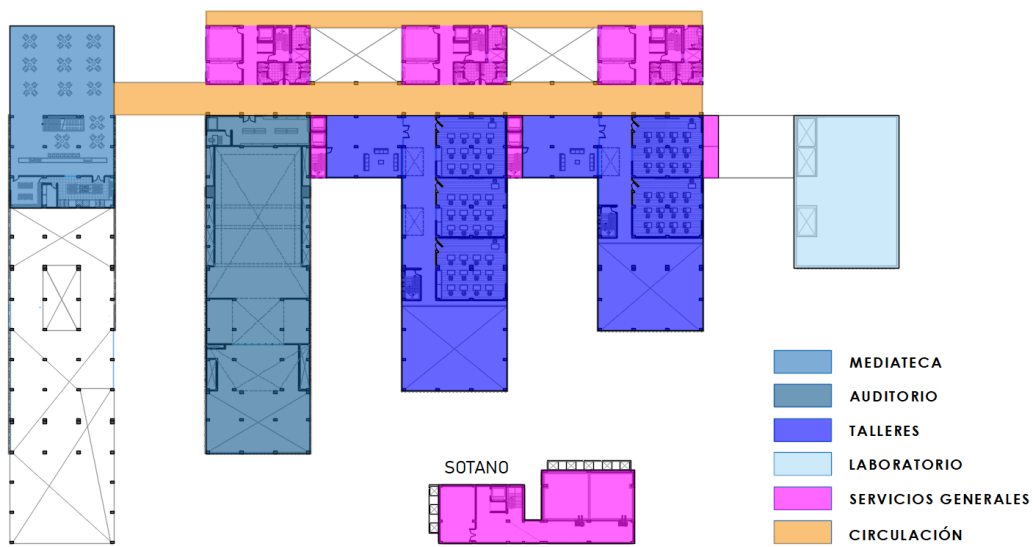 SOTANO
MEDIATECA
AUDITORIO
TALLERES
LABORATORIO
SERVICIOS GENERALES
CIRCULACIÓN